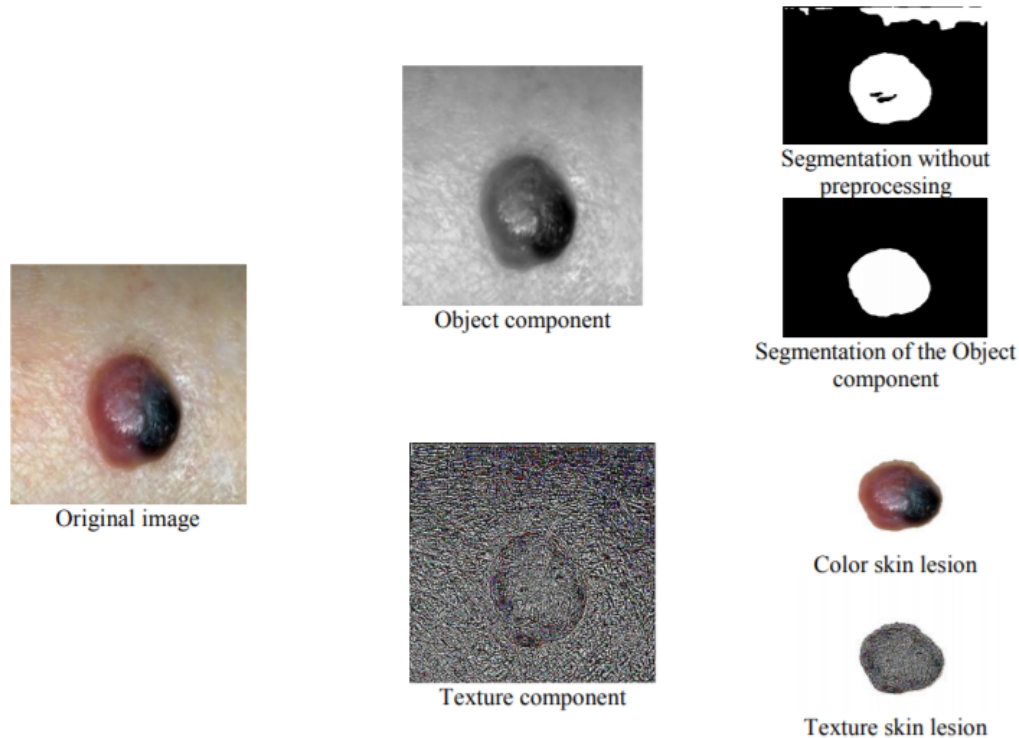 Segmentation without
preprocessing
Object component
Segmentation of the Object
component
Original image
Color skin lesion
Texture component
Texture skin lesion